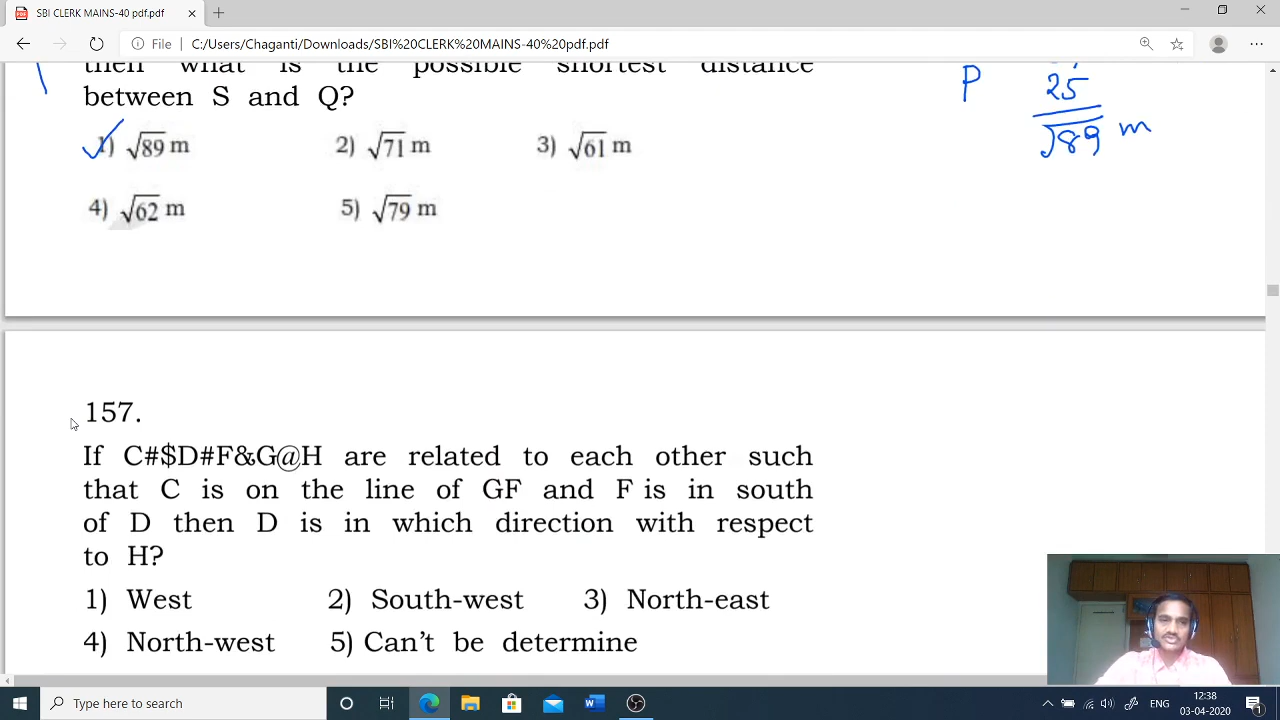 SBI CLERK MAINS-40 pdf.pdf
File | C:/Users/Chaganti/Downloads/SBI%20CLERK%20MAINS-40%20pdf.pdf
then what is the possible shortest distance
between S and Q?
1) √89 m 2) √71 m 3) √61 m
4) √62 m 5) √79 m
P 25
√89 m
157.
If C#$D#F&G@H are related to each other such
that C is on the line of GF and F is in south
of D then D is in which direction with respect
to H?
1) West 2) South-west 3) North-east
4) North-west 5) Can't be determine
Type here to search
ENG
12:38
03-04-2020